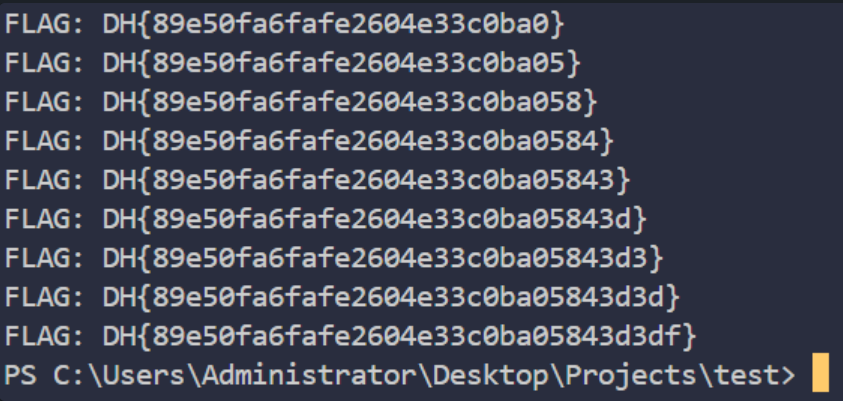 FLAG: DH{89e50fa6fafe2604e33c0ba0}
FLAG: DH{89e50fa6fafe2604e33c0ba05}
FLAG: DH{89e50fa6fafe2604e33c0ba058}
FLAG: DH{89e50fa6fafe2604e33c0ba0584}
FLAG: DH{89e50fa6fafe2604e33c0ba05843}
FLAG: DH{89e50fa6fafe2604e33c0ba05843d}
FLAG: DH{89e50fa6fafe2604e33c0ba05843d3}
FLAG: DH{89e50fa6fafe2604e33c0ba05843d3d}
FLAG: DH{89e50fa6fafe2604e33c0ba05843d3df}
PS C:\Users\Administrator\Desktop\Projects\test>